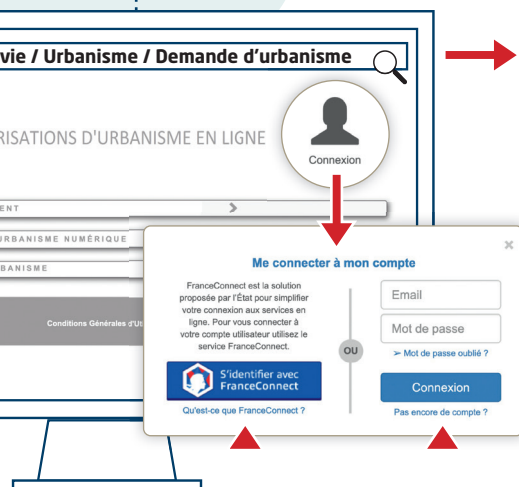 vie / Urbanisme / Demande d'urbanisme
RISATIONS D'URBANISME EN LIGNE
Connexion
ENT
URBANISME NUMÉRIQUE
BANISME
Conditions Générales d'Ut
Me connecter à mon compte
FranceConnect est la solution
proposée par l'État pour simplifier
votre connexion aux services en
ligne. Pour vous connecter à
votre compte utilisateur utilisez le
service FranceConnect.
S'identifier avec
FranceConnect
Qu'est-ce que FranceConnect ?
OU
Email
Mot de passe
➢ Mot de passe oublié ?
Connexion
Pas encore de compte ?